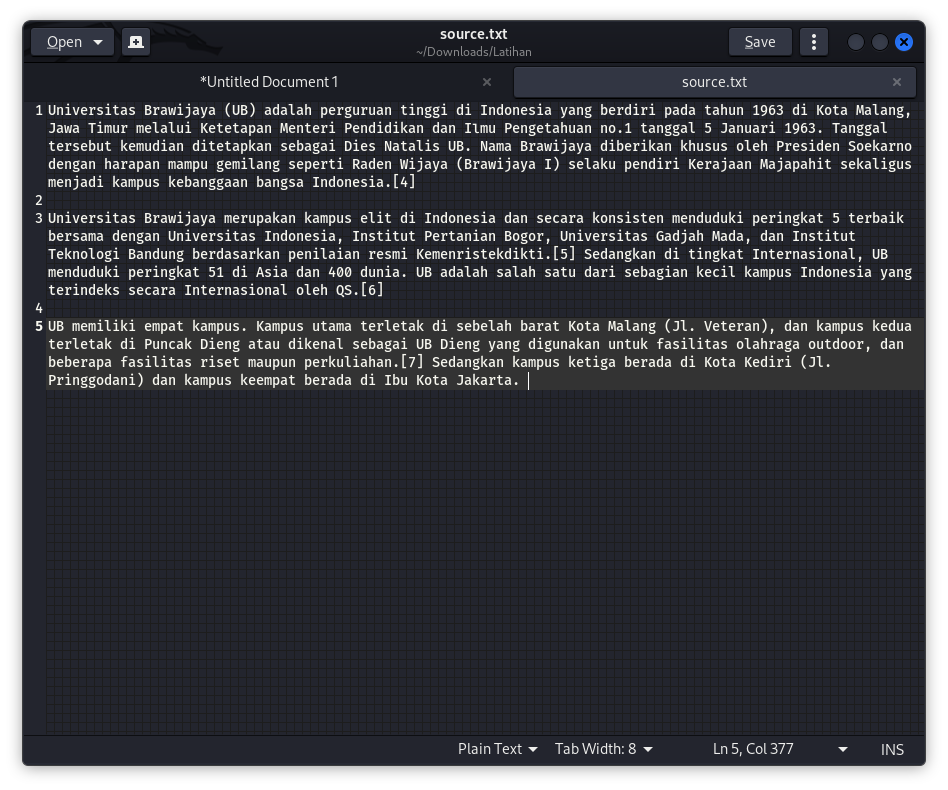 Open
source.txt
~/Downloads/Latihan
Save
*Untitled Document 1
source.txt
1 Universitas Brawijaya (UB) adalah perguruan tinggi di Indonesia yang berdiri pada tahun 1963 di Kota Malang,
Jawa Timur melalui Ketetapan Menteri Pendidikan dan Ilmu Pengetahuan no.1 tanggal 5 Januari 1963. Tanggal
tersebut kemudian ditetapkan sebagai Dies Natalis UB. Nama Brawijaya diberikan khusus oleh Presiden Soekarno
dengan harapan mampu gemilang seperti Raden Wijaya (Brawijaya I) selaku pendiri Kerajaan Majapahit sekaligus
menjadi kampus kebanggaan bangsa Indonesia.[4]
2
3 Universitas Brawijaya merupakan kampus elit di Indonesia dan secara konsisten menduduki peringkat 5 terbaik
bersama dengan Universitas Indonesia, Institut Pertanian Bogor, Universitas Gadjah Mada, dan Institut
Teknologi Bandung berdasarkan penilaian resmi Kemenristekdikti.[5] Sedangkan di tingkat Internasional, UB
menduduki peringkat 51 di Asia dan 400 dunia. UB adalah salah satu dari sebagian kecil kampus Indonesia yang
terindeks secara Internasional oleh QS.[6]
4
5 UB memiliki empat kampus. Kampus utama terletak di sebelah barat Kota Malang (Jl. Veteran), dan kampus kedua
terletak di Puncak Dieng atau dikenal sebagai UB Dieng yang digunakan untuk fasilitas olahraga outdoor, dan
beberapa fasilitas riset maupun perkuliahan.[7] Sedangkan kampus ketiga berada di Kota Kediri (Jl.
Pringgodani) dan kampus keempat berada di Ibu Kota Jakarta.
Plain Text
Tab Width: 8
Ln 5, Col 377
INS